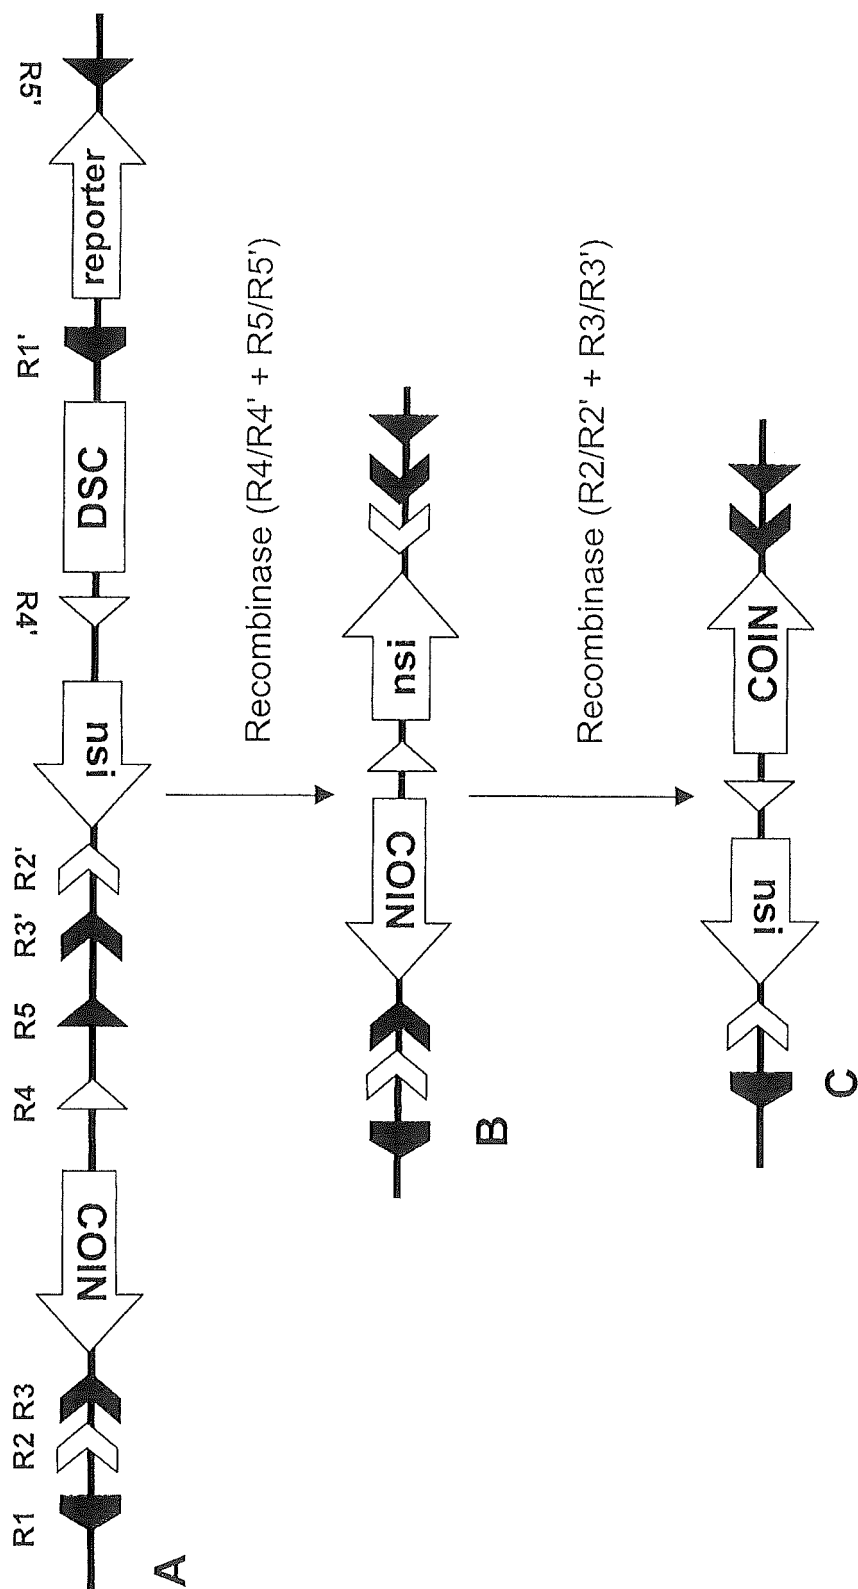 R1 R2 R3 R4 R5 R3' R2' R4' R1' R5'
COIN nsi DSC reporter
A
Recombinase (R4/R4' + R5/R5')
COIN nsi
B
Recombinase (R2/R2' + R3/R3')
nsi COIN
C